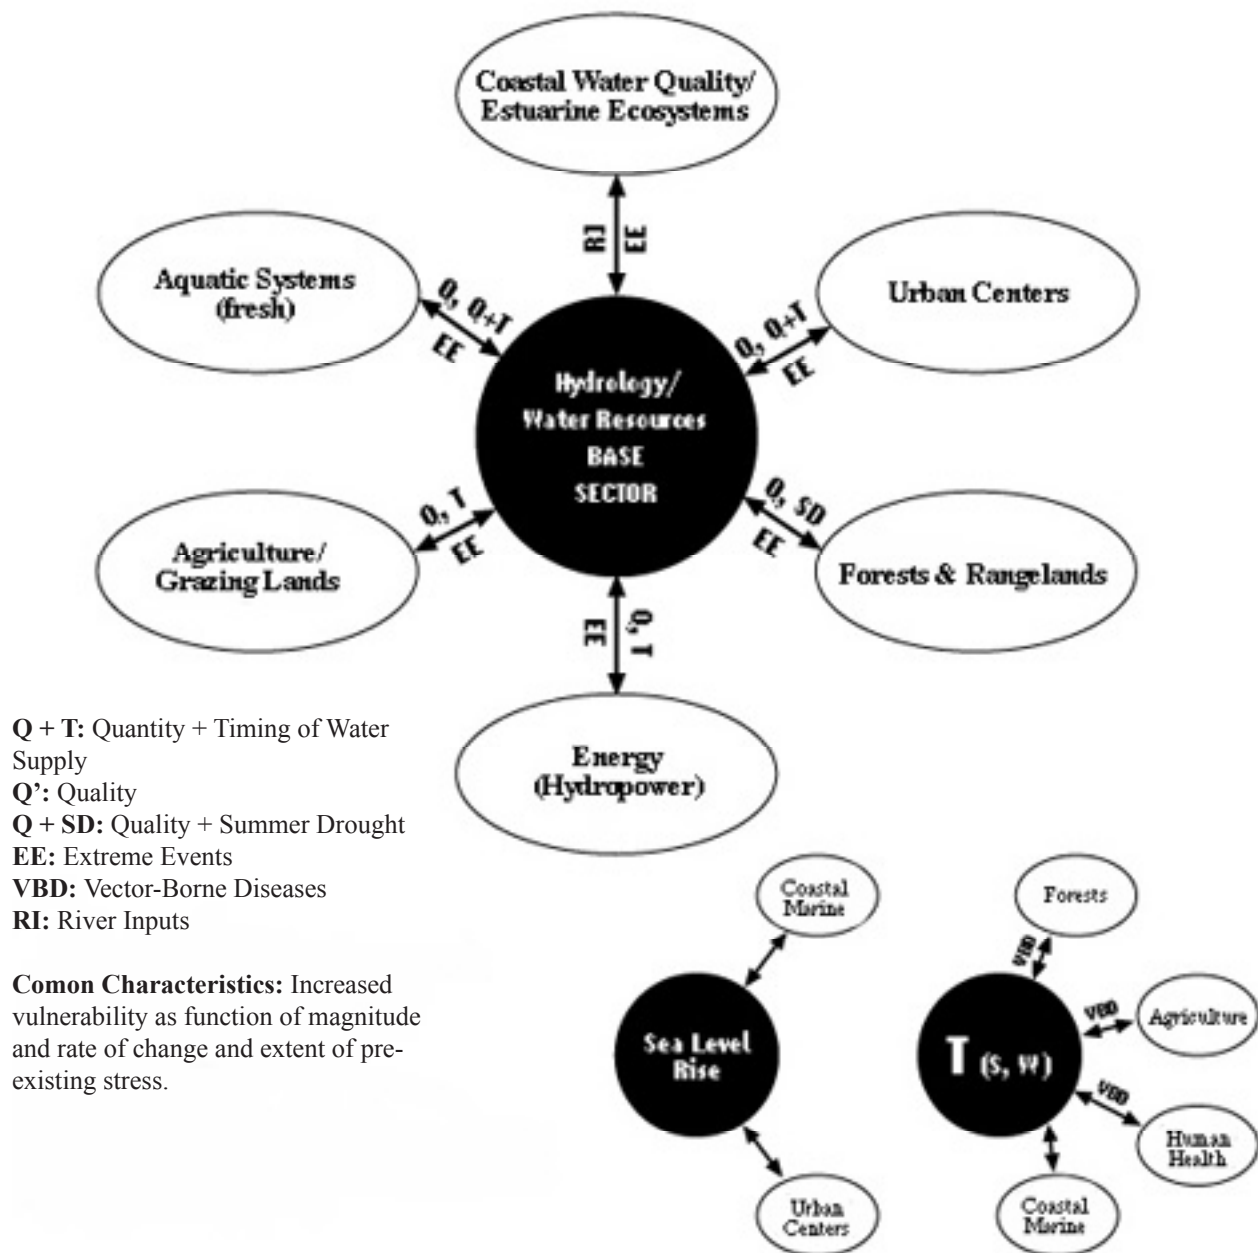 Coastal Water Quality/
Estuarine Ecosystems
RI
EE
Aquatic Systems
(fresh)
Q, Q+T
EE
Urban Centers
Q, Q+T
EE
Hydrology/
Water Resources
BASE
SECTOR
Agriculture/
Grazing Lands
Q, T
EE
Forests & Rangelands
Q, SD
EE
EE
Q, T
Energy
(Hydropower)
Q + T: Quantity + Timing of Water
Supply
Q’: Quality
Q + SD: Quality + Summer Drought
EE: Extreme Events
VBD: Vector-Borne Diseases
RI: River Inputs
Comon Characteristics: Increased
vulnerability as function of magnitude
and rate of change and extent of pre-
existing stress.
Coastal
Marine
Sea Level
Rise
Urban
Centers
Forests
VBD
Agriculture
VBD
T (S, W)
VBD
Human
Health
Coastal
Marine